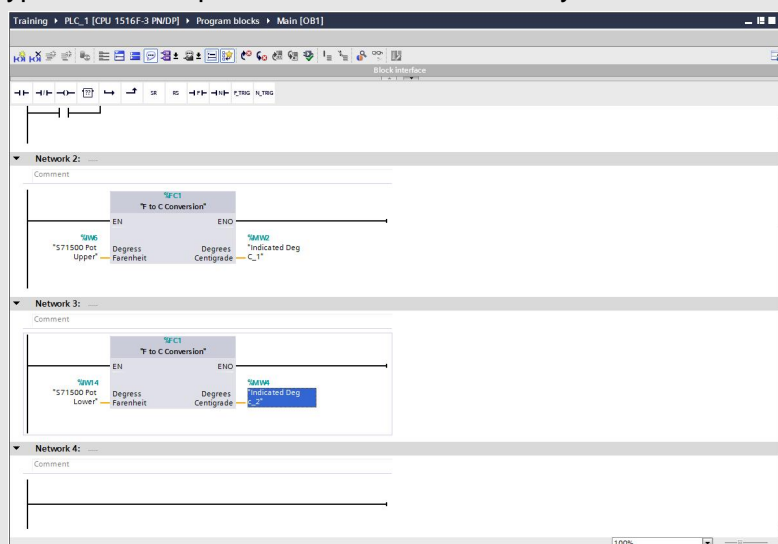 Training ▸ PLC_1 [CPU 1516F-3 PN/DP] ▸ Program blocks ▸ Main [OB1]
Block interface
SR RS P_TRIG N_TRIG
Network 2:
Comment
%FC1
"F to C Conversion"
EN ENO
%IW6
"S71500 Pot
Upper"
Degress
Farenheit
Degrees
Centigrade
%MW2
"Indicated Deg
C_1"
Network 3:
Comment
%FC1
"F to C Conversion"
EN ENO
%IW14
"S71500 Pot
Lower"
Degress
Farenheit
Degrees
Centigrade
%MW4
"Indicated Deg
c_2"
Network 4:
Comment
100%